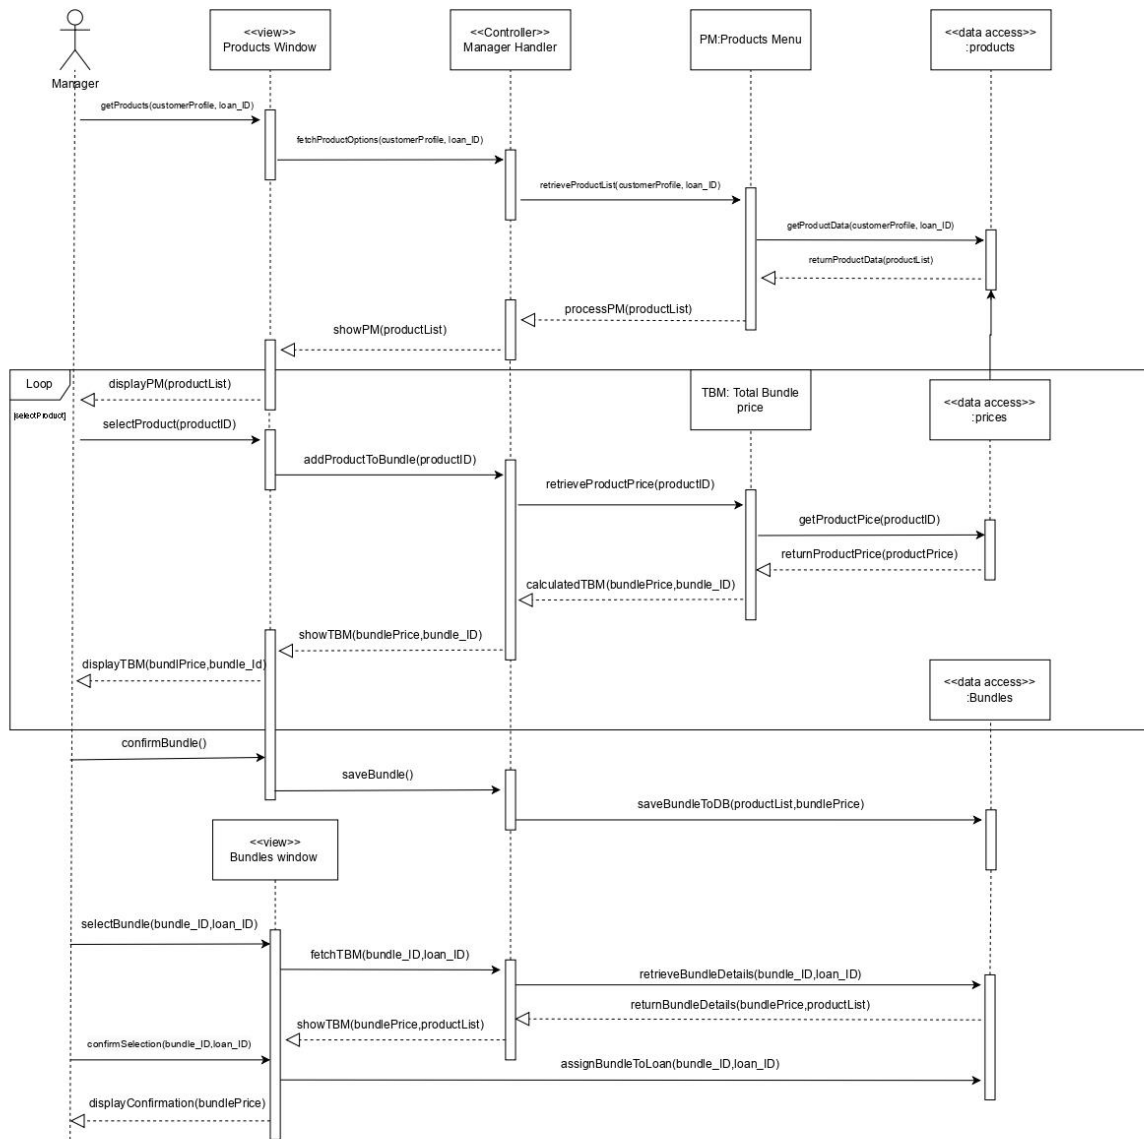 <<view>>
Products Window
<<Controller>>
Manager Handler
PM:Products Menu
<<data access>>
:products
Manager
getProducts(customerProfile, loan_ID)
fetchProductOptions(customerProfile, loan_ID)
retrieveProductList(customerProfile, loan_ID)
getProductData(customerProfile, loan_ID)
returnProductData(productList)
processPM(productList)
showPM(productList)
Loop
[selectProduct]
displayPM(productList)
TBM: Total Bundle
price
<<data access>>
:prices
selectProduct(productID)
addProductToBundle(productID)
retrieveProductPrice(productID)
getProductPice(productID)
returnProductPrice(productPrice)
calculatedTBM(bundlePrice,bundle_ID)
showTBM(bundlePrice,bundle_ID)
displayTBM(bundlPrice,bundle_Id)
<<data access>>
:Bundles
confirmBundle()
saveBundle()
saveBundleToDB(productList,bundlePrice)
<<view>>
Bundles window
selectBundle(bundle_ID,loan_ID)
fetchTBM(bundle_ID,loan_ID)
retrieveBundleDetails(bundle_ID,loan_ID)
returnBundleDetails(bundlePrice,productList)
showTBM(bundlePrice,productList)
confirmSelection(bundle_ID,loan_ID)
assignBundleToLoan(bundle_ID,loan_ID)
displayConfirmation(bundlePrice)